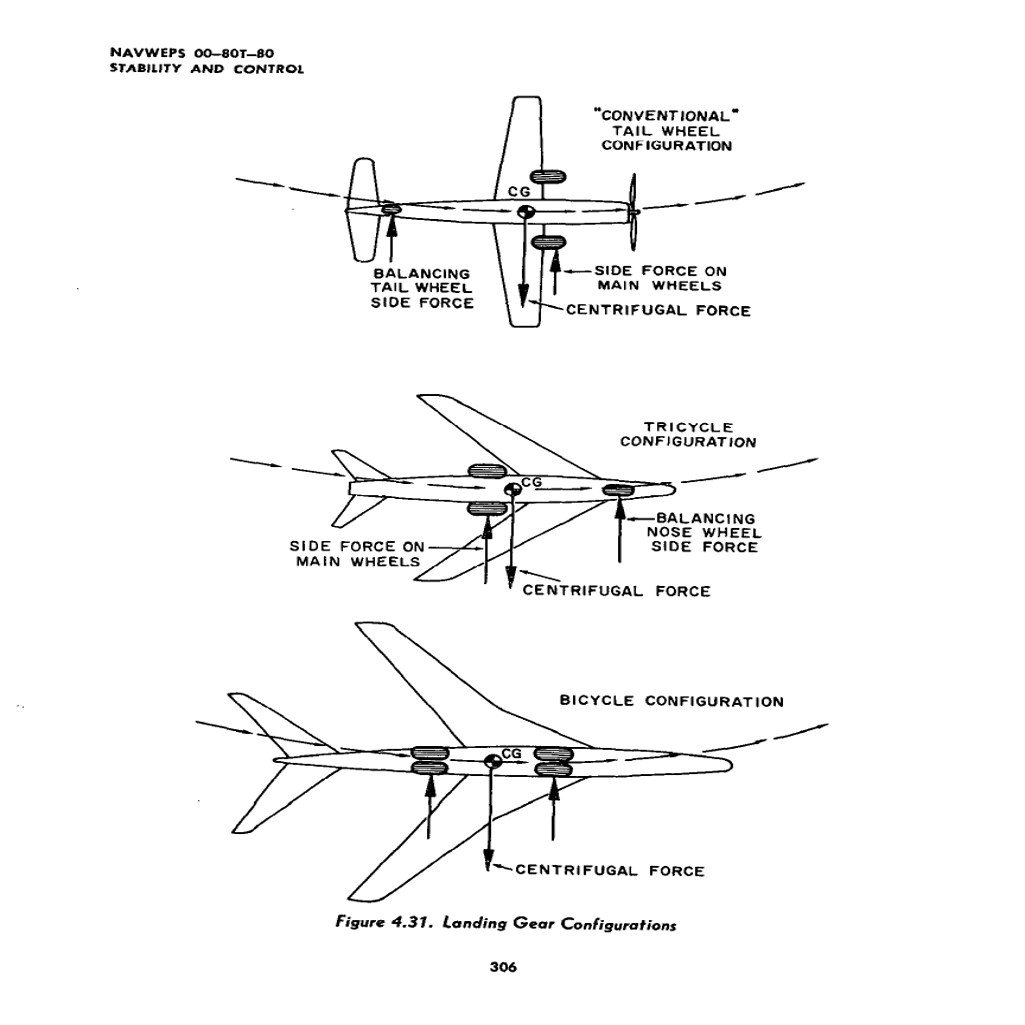 NAVWEPS 00–80T–80
STABILITY AND CONTROL
"CONVENTIONAL"
TAIL WHEEL
CONFIGURATION
CG
BALANCING
TAIL WHEEL
SIDE FORCE
SIDE FORCE ON
MAIN WHEELS
CENTRIFUGAL FORCE
TRICYCLE
CONFIGURATION
CG
BALANCING
NOSE WHEEL
SIDE FORCE
SIDE FORCE ON
MAIN WHEELS
CENTRIFUGAL FORCE
BICYCLE CONFIGURATION
CG
CENTRIFUGAL FORCE
Figure 4.31. Landing Gear Configurations
306